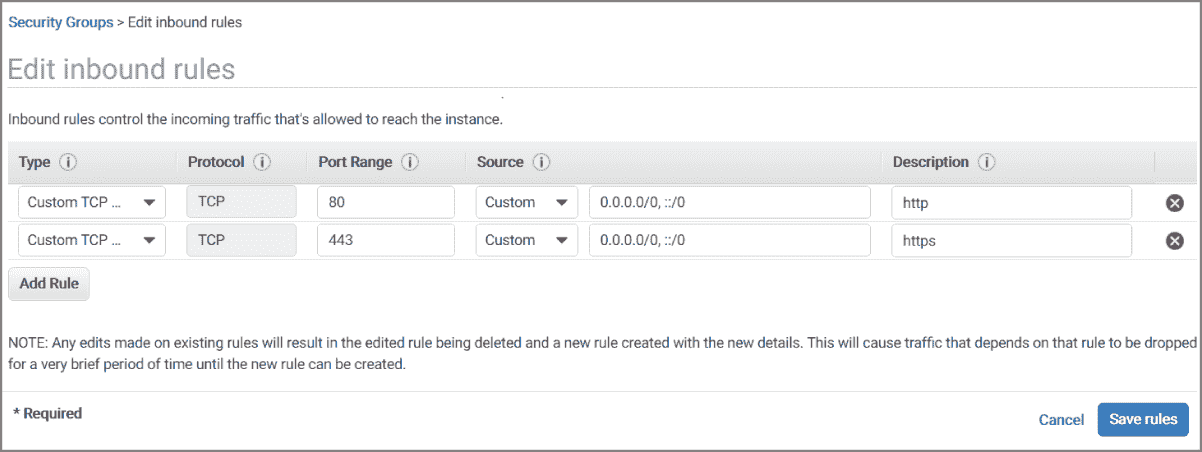 Security Groups > Edit inbound rules
Edit inbound rules
Inbound rules control the incoming traffic that's allowed to reach the instance.
Type i Protocol i Port Range i Source i Description i
Custom TCP ... TCP 80 Custom 0.0.0.0/0, ::/0 http
Custom TCP ... TCP 443 Custom 0.0.0.0/0, ::/0 https
Add Rule
NOTE: Any edits made on existing rules will result in the edited rule being deleted and a new rule created with the new details. This will cause traffic that depends on that rule to be dropped
for a very brief period of time until the new rule can be created.
* Required
Cancel Save rules